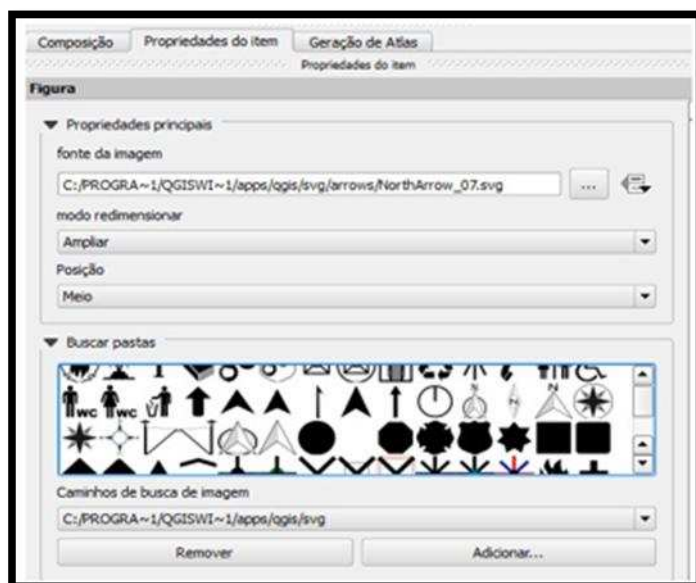 Composição Propriedades do item Geração de Atlas
Propriedades do item
Figura
Propriedades principais
fonte da imagem
C:/PROGRA~1/QGISWI~1/apps/qgis/svg/arrows/NorthArrow_07.svg ...
modo redimensionar
Ampliar
Posição
Meio
Buscar pastas
WC WC
Caminhos de busca de imagem
C:/PROGRA~1/QGISWI~1/apps/qgis/svg
Remover Adicionar...